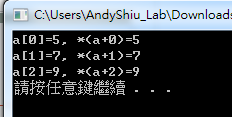 C:\Users\AndyShiu_Lab\Downloads
a[0]=5, *(a+0)=5
a[1]=7, *(a+1)=7
a[2]=9, *(a+2)=9
請按任意鍵繼續 . . .